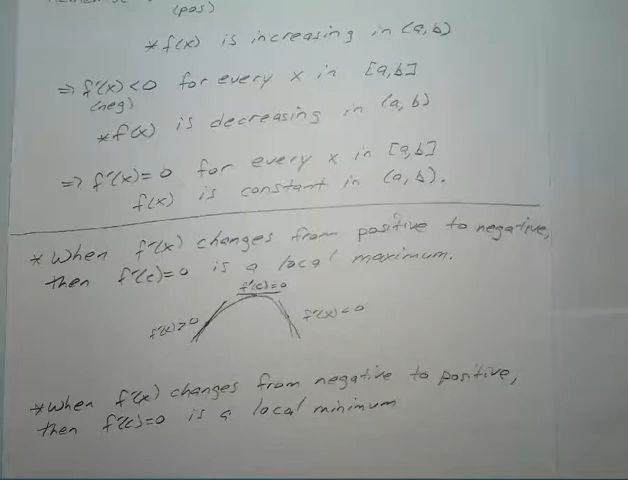 (pos)
*f(x) is increasing in (a,b)
⇒ f'(x) < 0 for every x in [a,b]
(neg)
*f(x) is decreasing in (a,b)
⇒ f'(x) = 0 for every x in [a,b]
f(x) is constant in (a,b).
*When f'(x) changes from positive to negative,
then f'(c)=0 is a local maximum.
f'(c)=0
f'(x)>0 f'(x)<0
*When f'(x) changes from negative to positive,
then f'(c)=0 is a local minimum